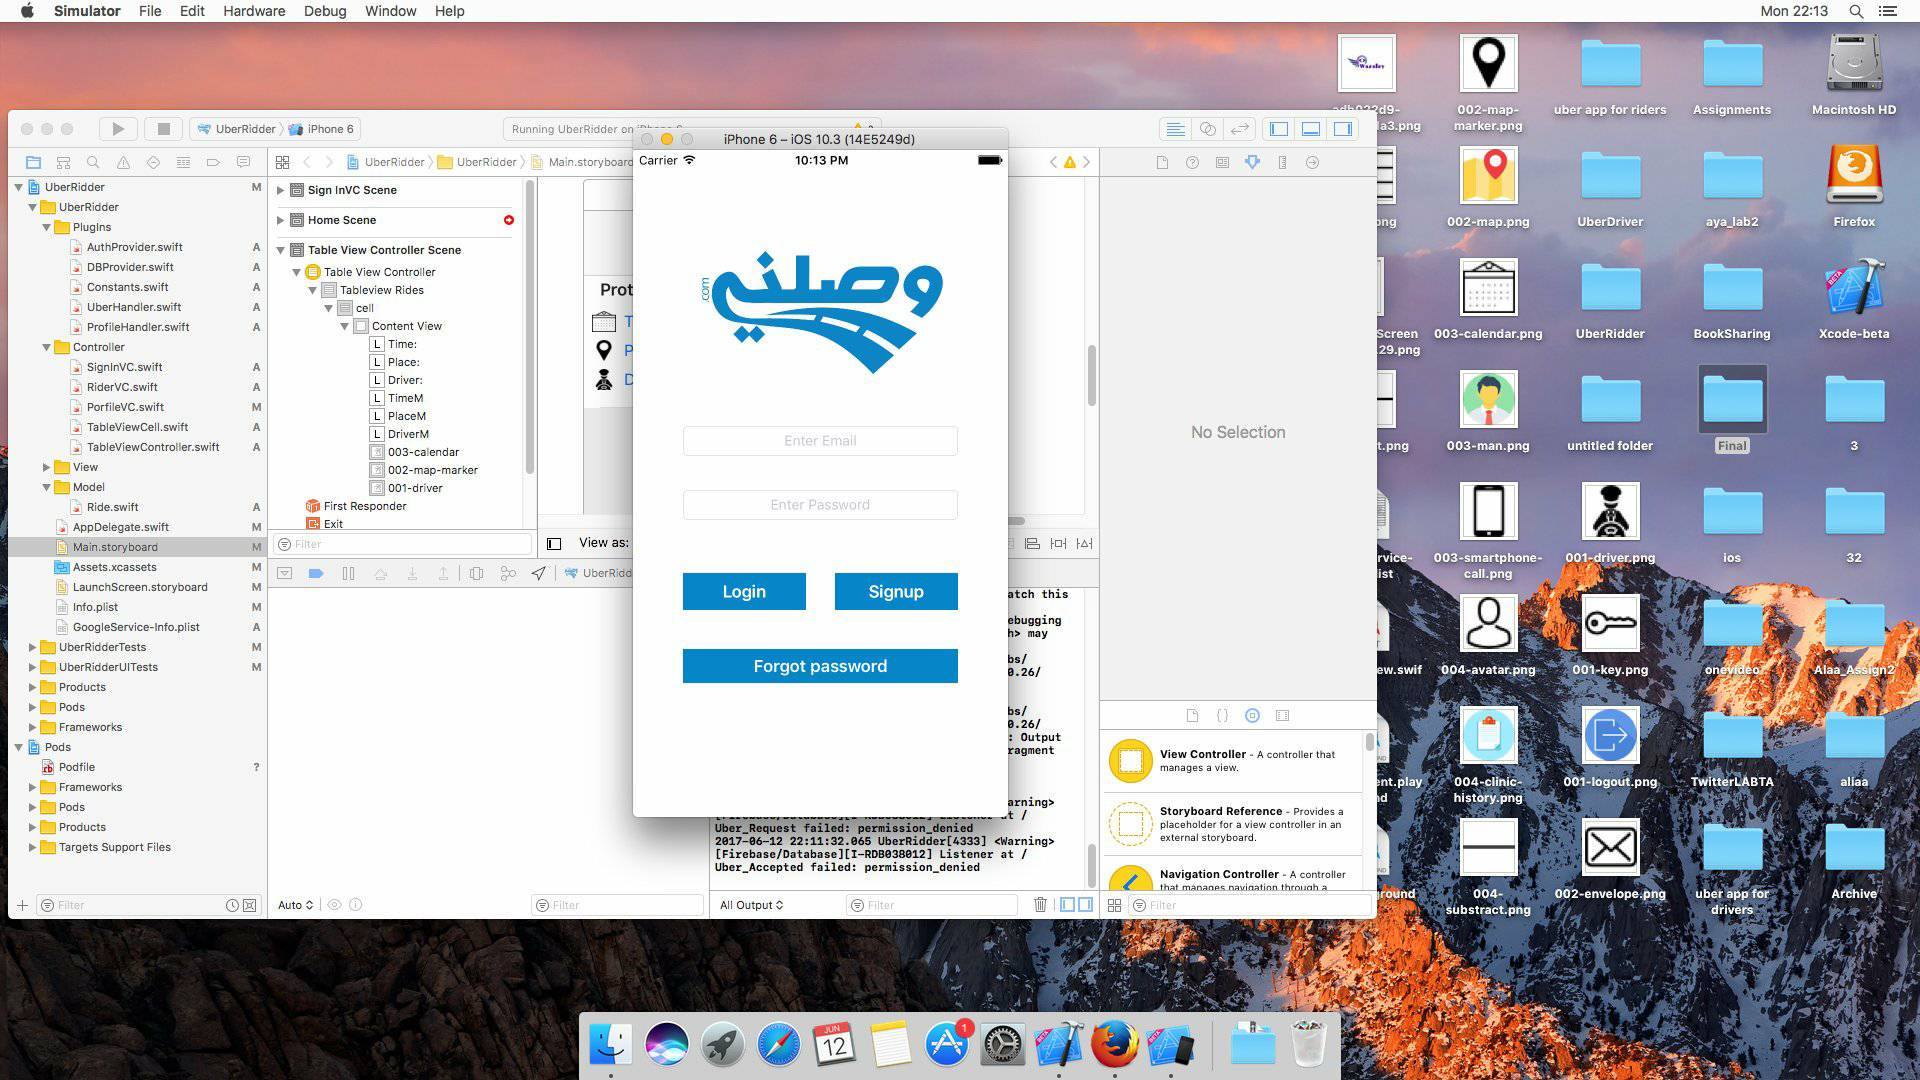 Simulator File Edit Hardware Debug Window Help
Mon 22:13
UberRidder iPhone 6
Running UberRidder on
iPhone 6 – iOS 10.3 (14E5249d)
Carrier 10:13 PM
وصلني
.com
Enter Email
Enter Password
Login Signup
Forgot password
UberRidder M
UberRidder
PlugIns
AuthProvider.swift A
DBProvider.swift A
Constants.swift A
UberHandler.swift A
ProfileHandler.swift A
Controller
SignInVC.swift A
RiderVC.swift A
PorfileVC.swift M
TableViewCell.swift A
TableViewController.swift A
View
Model
Ride.swift A
AppDelegate.swift M
Main.storyboard M
Assets.xcassets M
LaunchScreen.storyboard M
Info.plist M
GoogleService-Info.plist A
UberRidderTests M
UberRidderUITests M
Products
Pods
Frameworks
Pods
Podfile ?
Frameworks
Pods
Products
Targets Support Files
Filter
UberRidder UberRidder Main.storyboard
Sign InVC Scene
Home Scene
Table View Controller Scene
Table View Controller
Tableview Rides
cell
Content View
L Time:
L Place:
L Driver:
L TimeM
L PlaceM
L DriverM
003-calendar
002-map-marker
001-driver
First Responder
Exit
Filter
Prot
T
P
D
View as:
UberRidd
Auto
Filter
atch this
ebugging
h> may
bs/
0.26/
bs/
0.26/
: Output
ragment
arning>
Uber_Request failed: permission_denied
2017-06-12 22:11:32.065 UberRidder[4333] <Warning>
[Firebase/Database][I-RDB038012] Listener at /
Uber_Accepted failed: permission_denied
All Output
Filter
No Selection
View Controller - A controller that
manages a view.
Storyboard Reference - Provides a
placeholder for a view controller in an
external storyboard.
Navigation Controller - A controller
that manages navigation through a
Filter
Wasaley
a3.png
002-map-
marker.png
uber app for riders
Assignments
Macintosh HD
png
002-map.png
UberDriver
aya_lab2
Firefox
Screen
29.png
003-calendar.png
UberRidder
BookSharing
BETA
Xcode-beta
t.png
003-man.png
untitled folder
Final
3
rvice-
ist
003-smartphone-
call.png
001-driver.png
ios
32
ew.swif
004-avatar.png
001-key.png
onevideo
Alaa_Assign2
ent.play
nd
004-clinic-
history.png
001-logout.png
TwitterLABTA
aliaa
ground
004-
substract.png
002-envelope.png
uber app for
drivers
Archive
JUN
12
1